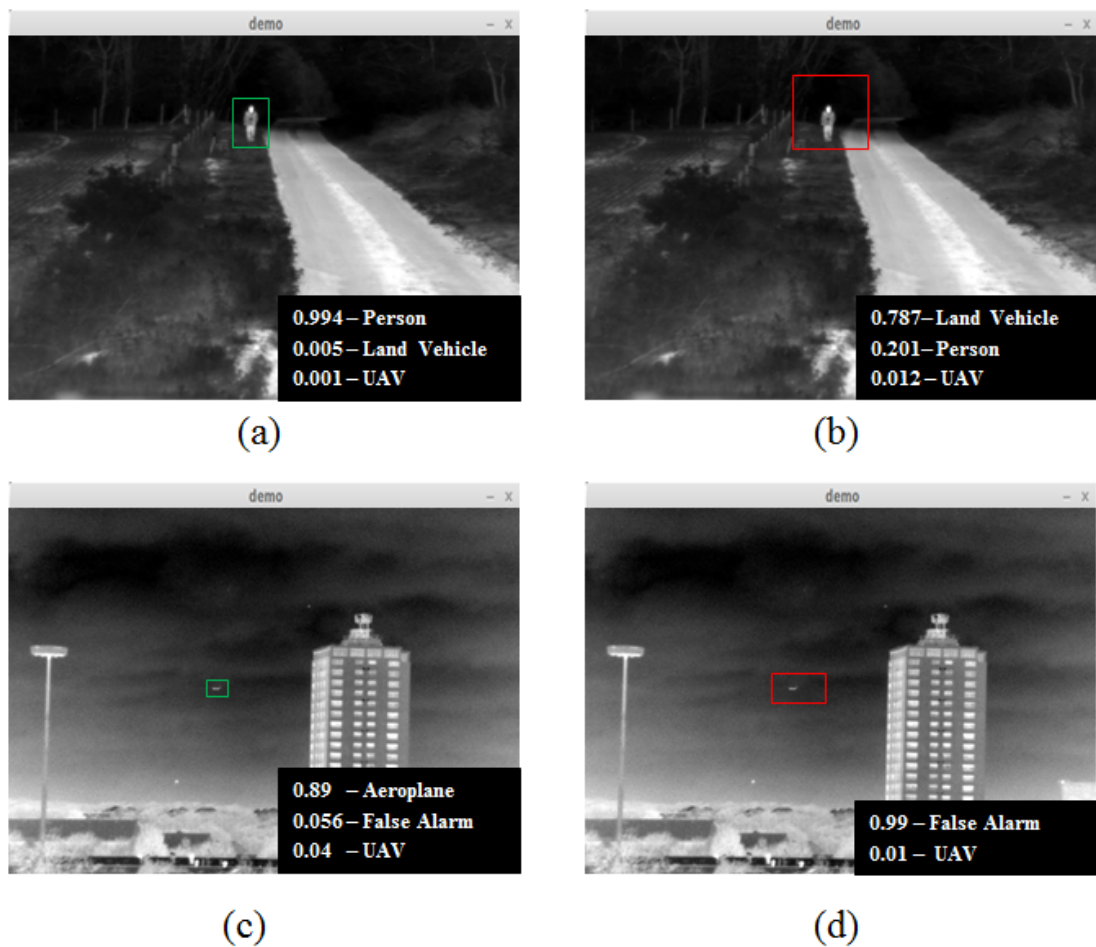 demo – x
demo – x
0.994 – Person
0.005 – Land Vehicle
0.001 – UAV
0.787–Land Vehicle
0.201–Person
0.012 – UAV
(a)
(b)
demo – x
demo – x
0.89 – Aeroplane
0.056 – False Alarm
0.04 – UAV
0.99 – False Alarm
0.01 – UAV
(c)
(d)